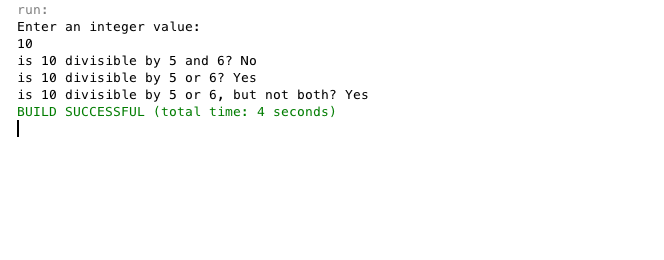 run:
Enter an integer value:
10
is 10 divisible by 5 and 6? No
is 10 divisible by 5 or 6? Yes
is 10 divisible by 5 or 6, but not both? Yes
BUILD SUCCESSFUL (total time: 4 seconds)